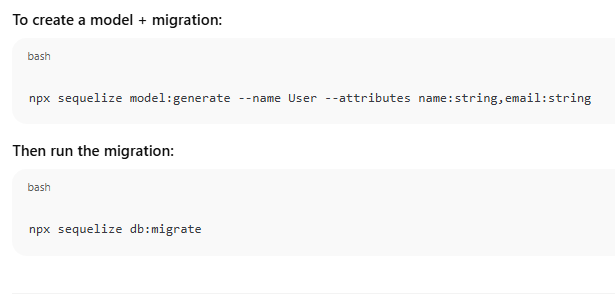 To create a model + migration:
bash
npx sequelize model:generate --name User --attributes name:string,email:string
Then run the migration:
bash
npx sequelize db:migrate